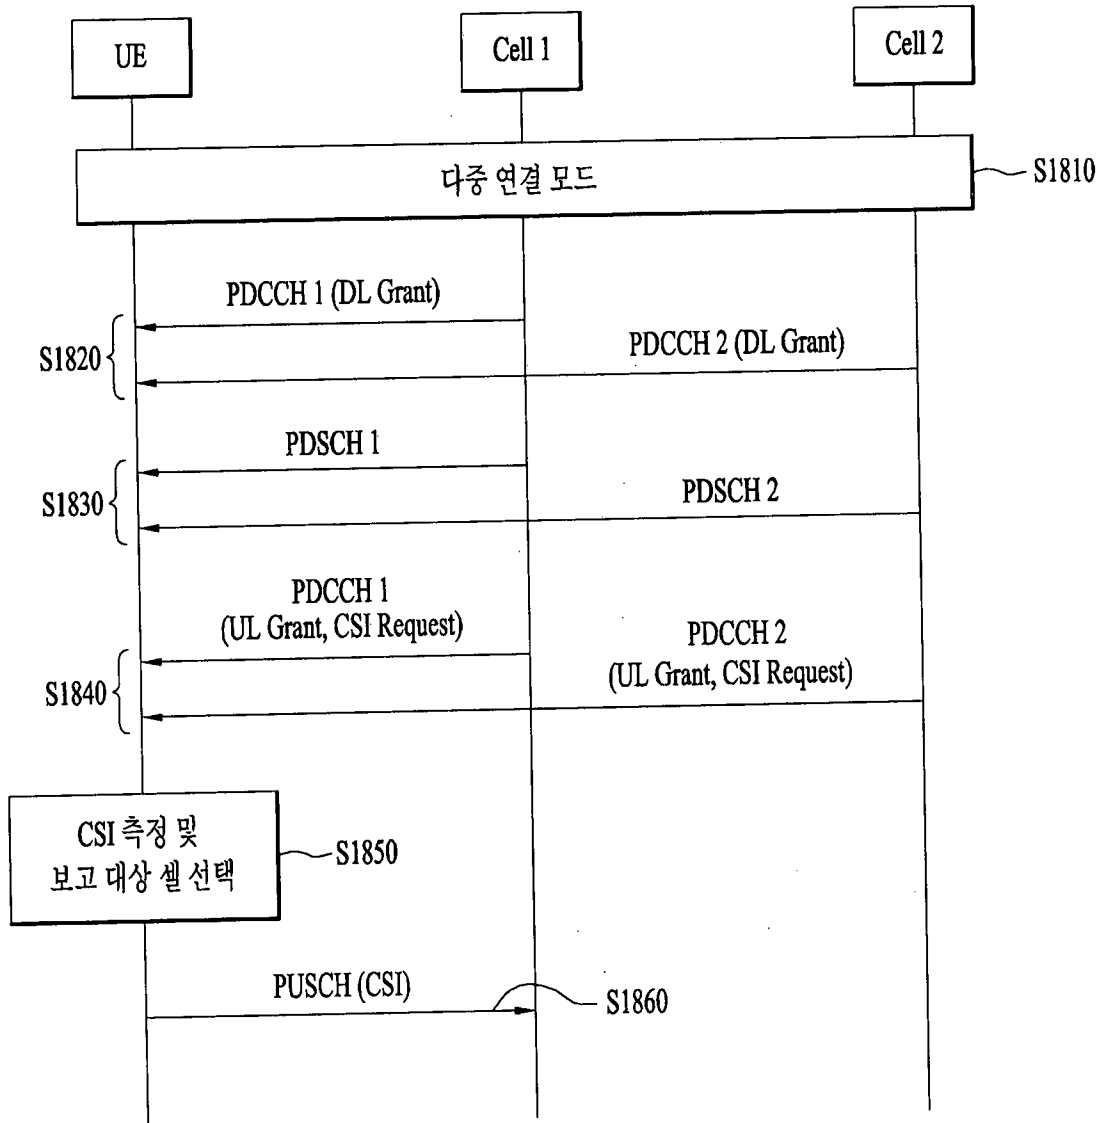 UE
Cell 1
Cell 2
다중 연결 모드
S1810
PDCCH 1 (DL Grant)
PDCCH 2 (DL Grant)
S1820
PDSCH 1
PDSCH 2
S1830
PDCCH 1
(UL Grant, CSI Request)
PDCCH 2
(UL Grant, CSI Request)
S1840
CSI 측정 및
보고 대상 셀 선택
S1850
PUSCH (CSI)
S1860